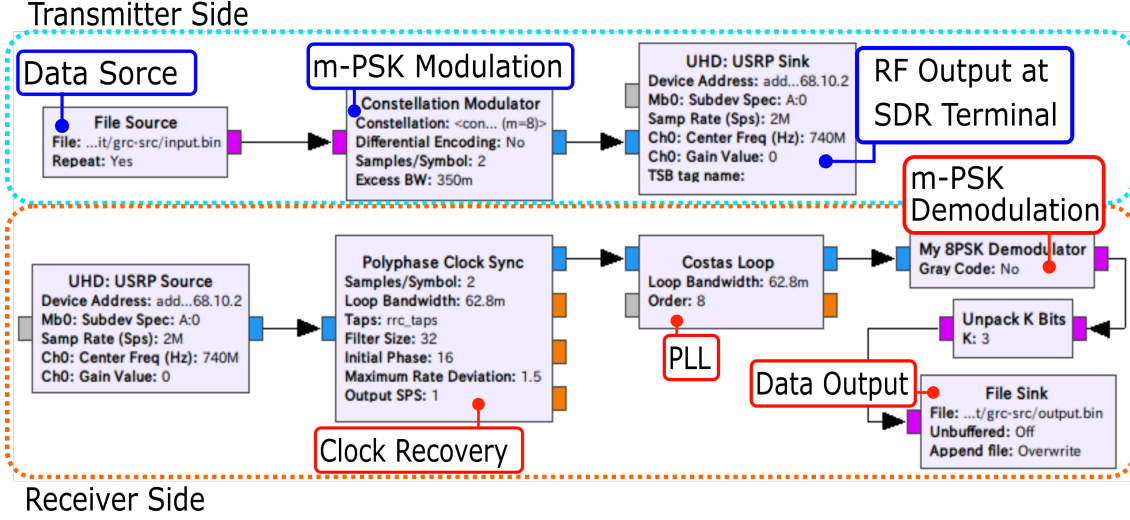 Transmitter Side
Data Sorce
File Source
File: ...it/grc-src/input.bin
Repeat: Yes
m-PSK Modulation
Constellation Modulator
Constellation: <con... (m=8)>
Differential Encoding: No
Samples/Symbol: 2
Excess BW: 350m
UHD: USRP Sink
Device Address: add...68.10.2
Mb0: Subdev Spec: A:0
Samp Rate (Sps): 2M
Ch0: Center Freq (Hz): 740M
Ch0: Gain Value: 0
TSB tag name:
RF Output at
SDR Terminal
UHD: USRP Source
Device Address: add...68.10.2
Mb0: Subdev Spec: A:0
Samp Rate (Sps): 2M
Ch0: Center Freq (Hz): 740M
Ch0: Gain Value: 0
Polyphase Clock Sync
Samples/Symbol: 2
Loop Bandwidth: 62.8m
Taps: rrc_taps
Filter Size: 32
Initial Phase: 16
Maximum Rate Deviation: 1.5
Output SPS: 1
Clock Recovery
Costas Loop
Loop Bandwidth: 62.8m
Order: 8
PLL
m-PSK
Demodulation
My 8PSK Demodulator
Gray Code: No
Unpack K Bits
K: 3
Data Output
File Sink
File: ...t/grc-src/output.bin
Unbuffered: Off
Append file: Overwrite
Receiver Side